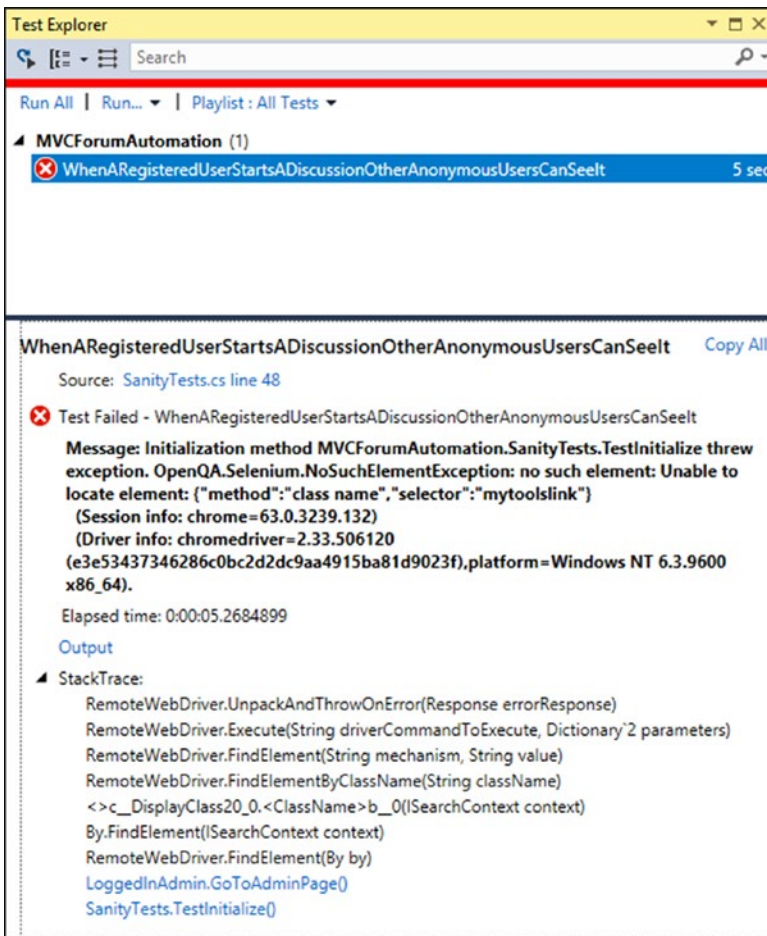 Test Explorer
Search
Run All | Run... | Playlist : All Tests
MVCForumAutomation (1)
WhenARegisteredUserStartsADiscussionOtherAnonymousUsersCanSeeIt 5 sec
WhenARegisteredUserStartsADiscussionOtherAnonymousUsersCanSeeIt Copy All
Source: SanityTests.cs line 48
Test Failed - WhenARegisteredUserStartsADiscussionOtherAnonymousUsersCanSeeIt
Message: Initialization method MVCForumAutomation.SanityTests.TestInitialize threw
exception. OpenQA.Selenium.NoSuchElementException: no such element: Unable to
locate element: {"method":"class name","selector":"mytoolslink"}
(Session info: chrome=63.0.3239.132)
(Driver info: chromedriver=2.33.506120
(e3e53437346286c0bc2d2dc9aa4915ba81d9023f),platform=Windows NT 6.3.9600
x86_64).
Elapsed time: 0:00:05.2684899
Output
StackTrace:
RemoteWebDriver.UnpackAndThrowOnError(Response errorResponse)
RemoteWebDriver.Execute(String driverCommandToExecute, Dictionary`2 parameters)
RemoteWebDriver.FindElement(String mechanism, String value)
RemoteWebDriver.FindElementByClassName(String className)
<>c__DisplayClass20_0.<ClassName>b__0(ISearchContext context)
By.FindElement(ISearchContext context)
RemoteWebDriver.FindElement(By by)
LoggedInAdmin.GoToAdminPage()
SanityTests.TestInitialize()